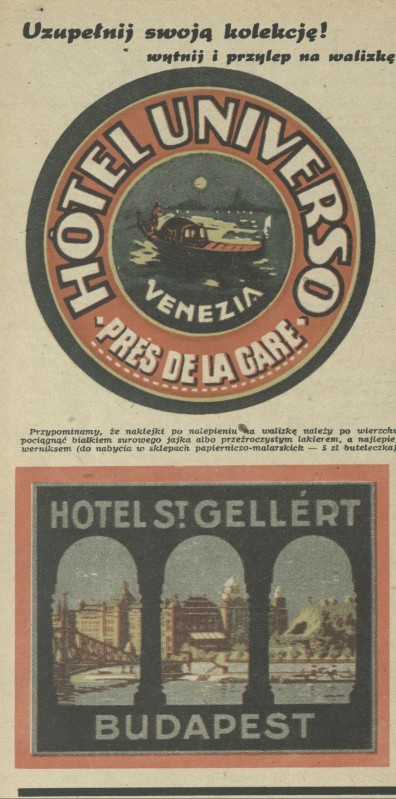 Uzupełnij swoją kolekcję!
wytnij i przylep na walizkę
HÔTEL UNIVERSO
VENEZIA
• PRÈS DE LA GARE •
Przypominamy, że naklejki po nalepieniu na walizkę należy po wierzchu
pociągnąć białkiem surowego jajka albo przeźroczystym lakierem, a najlepiej
werniksem (do nabycia w sklepach papierniczo-malarskich — 5 zł buteleczka)
HOTEL ST. GELLÉRT
BUDAPEST